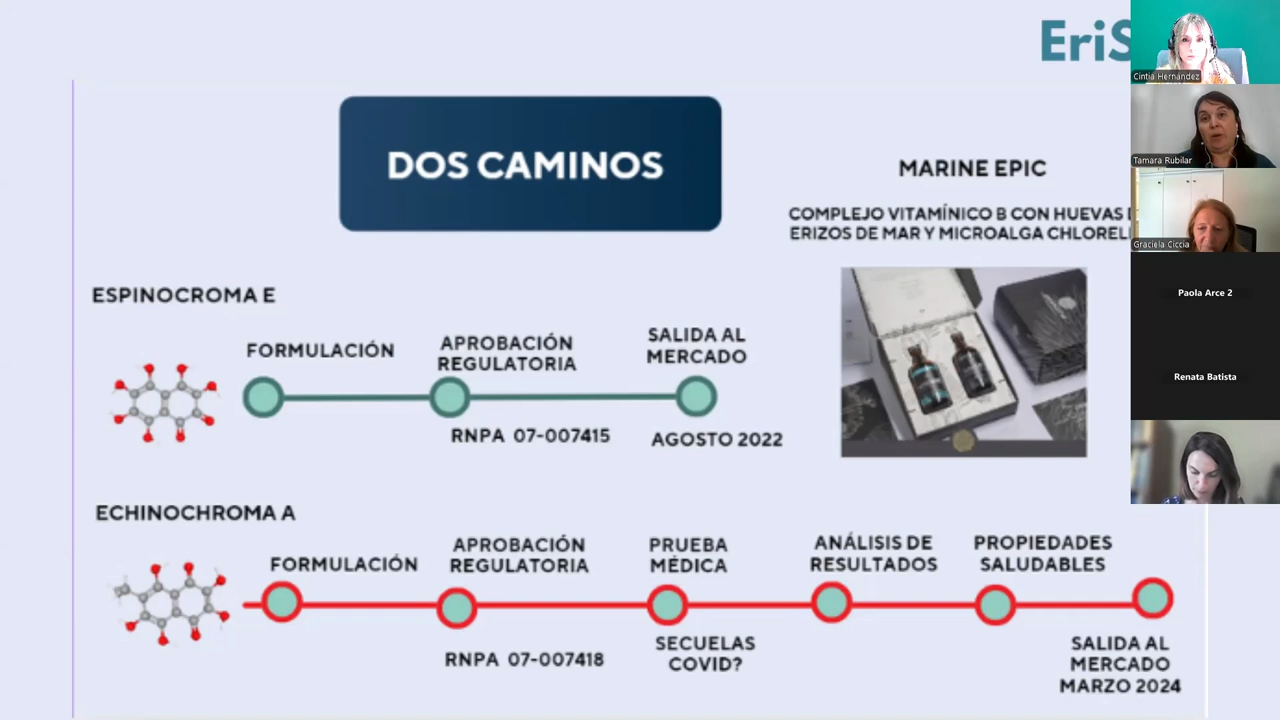 EriS
DOS CAMINOS
MARINE EPIC
COMPLEJO VITAMÍNICO B CON HUEVAS
ERIZOS DE MAR Y MICROALGA CHLOREL
ESPINOCROMA E
FORMULACIÓN
APROBACIÓN
REGULATORIA
SALIDA AL
MERCADO
RNPA 07-007415
AGOSTO 2022
ECHINOCHROMA A
FORMULACIÓN
APROBACIÓN
REGULATORIA
PRUEBA
MÉDICA
ANÁLISIS DE
RESULTADOS
PROPIEDADES
SALUDABLES
RNPA 07-007418
SECUELAS
COVID?
SALIDA AL
MERCADO
MARZO 2024
Cintia Hernández
Tamara Rubilar
Graciela Ciccia
Paola Arce 2
Renata Batista